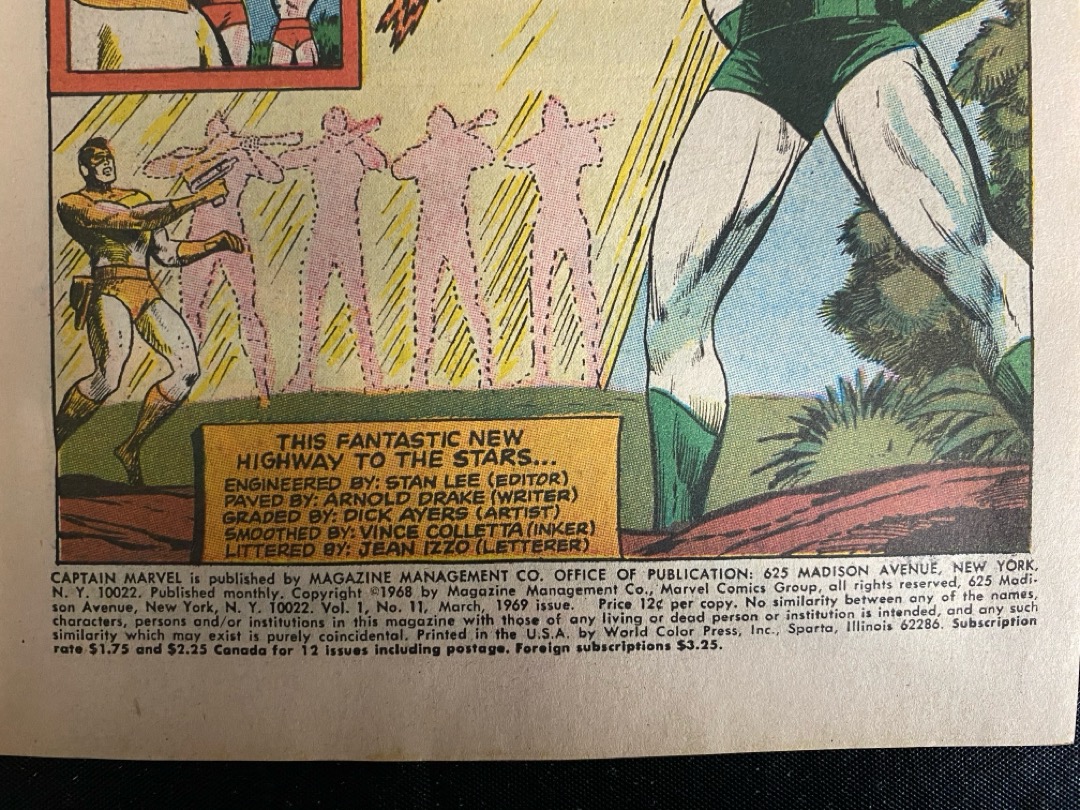 THIS FANTASTIC NEW
HIGHWAY TO THE STARS...
ENGINEERED BY: STAN LEE (EDITOR)
PAVED BY: ARNOLD DRAKE (WRITER)
GRADED BY: DICK AYERS (ARTIST)
SMOOTHED BY: VINCE COLLETTA (INKER)
LITTERED BY: JEAN IZZO (LETTERER)
CAPTAIN MARVEL is published by MAGAZINE MANAGEMENT CO. OFFICE OF PUBLICATION: 625 MADISON AVENUE, NEW YORK,
N. Y. 10022. Published monthly. Copyright ©1968 by Magazine Management Co., Marvel Comics Group, all rights reserved, 625 Madi-
son Avenue, New York, N. Y. 10022. Vol. 1, No. 11, March, 1969 issue. Price 12¢ per copy. No similarity between any of the names,
characters, persons and/or institutions in this magazine with those of any living or dead person or institution is intended, and any such
similarity which may exist is purely coincidental. Printed in the U.S.A. by World Color Press, Inc., Sparta, Illinois 62286. Subscription
rate $1.75 and $2.25 Canada for 12 issues including postage. Foreign subscriptions $3.25.